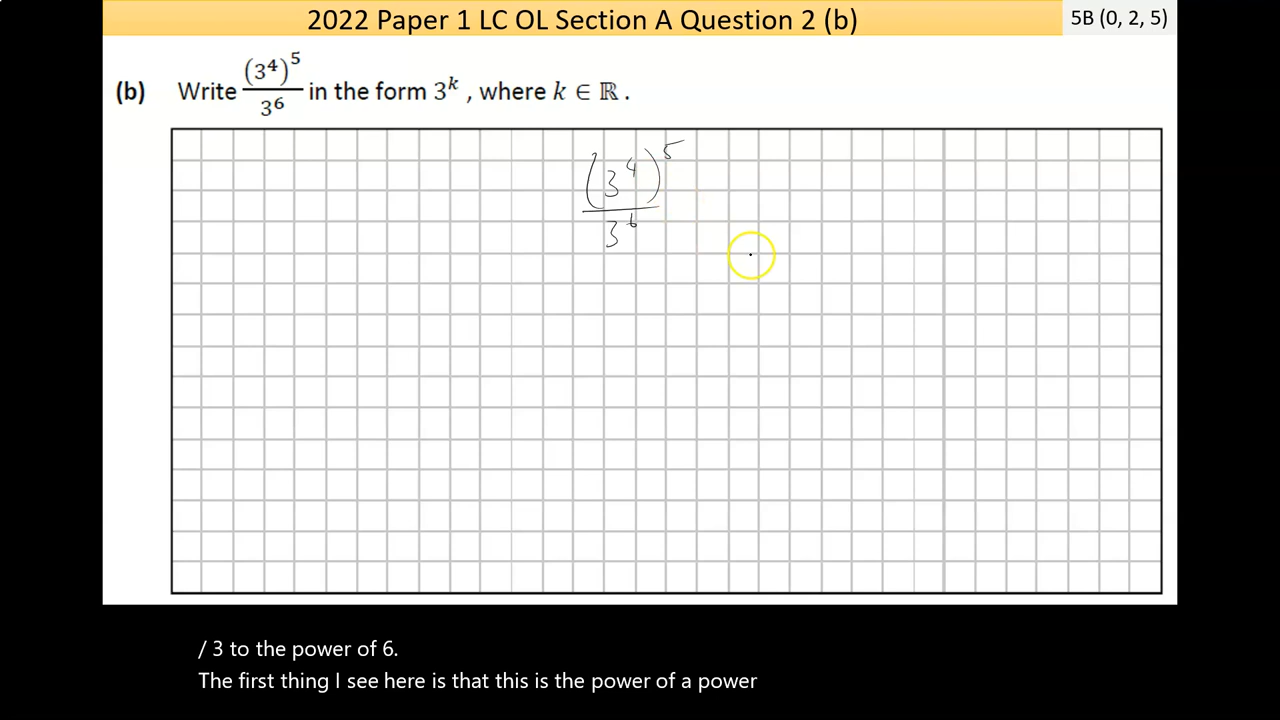 2022 Paper 1 LC OL Section A Question 2 (b)
5B (0, 2, 5)
(b) Write (3⁴)⁵/3⁶ in the form 3ᵏ , where k ∈ ℝ .
(3⁴)⁵
3⁶
/ 3 to the power of 6.
The first thing I see here is that this is the power of a power